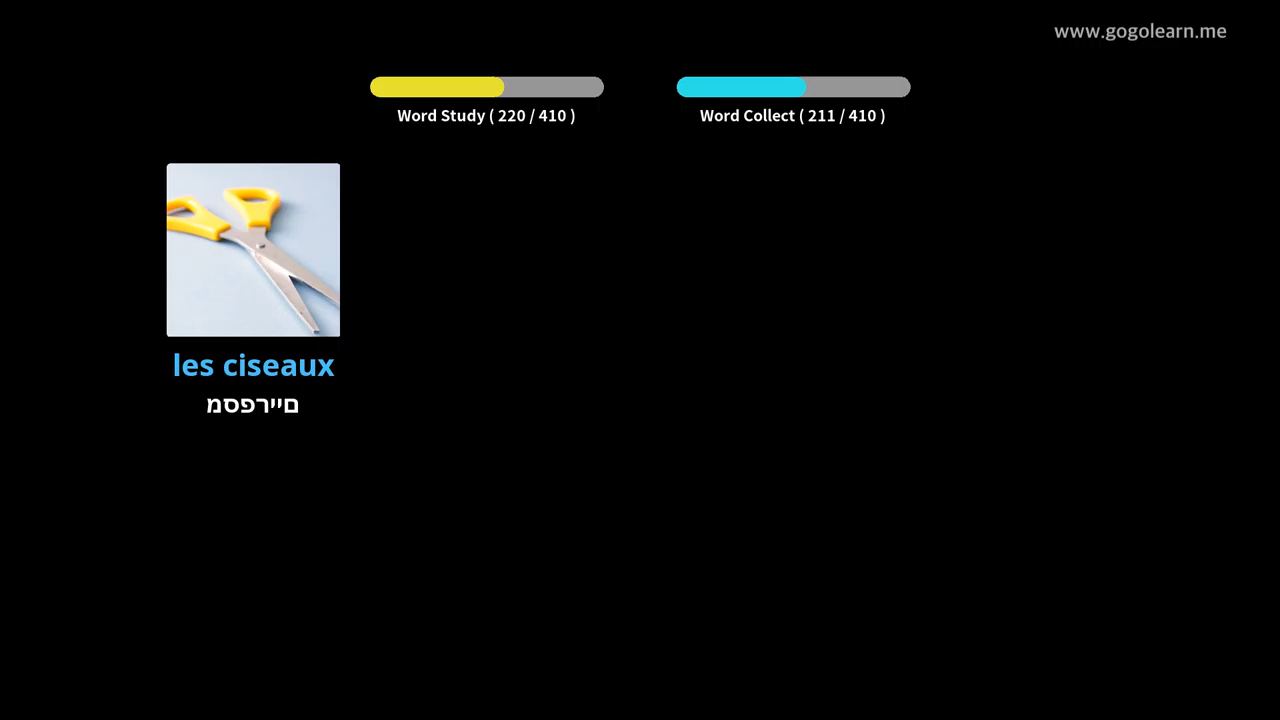 www.gogolearn.me
Word Study ( 220 / 410 )
Word Collect ( 211 / 410 )
les ciseaux
םיירפסמ